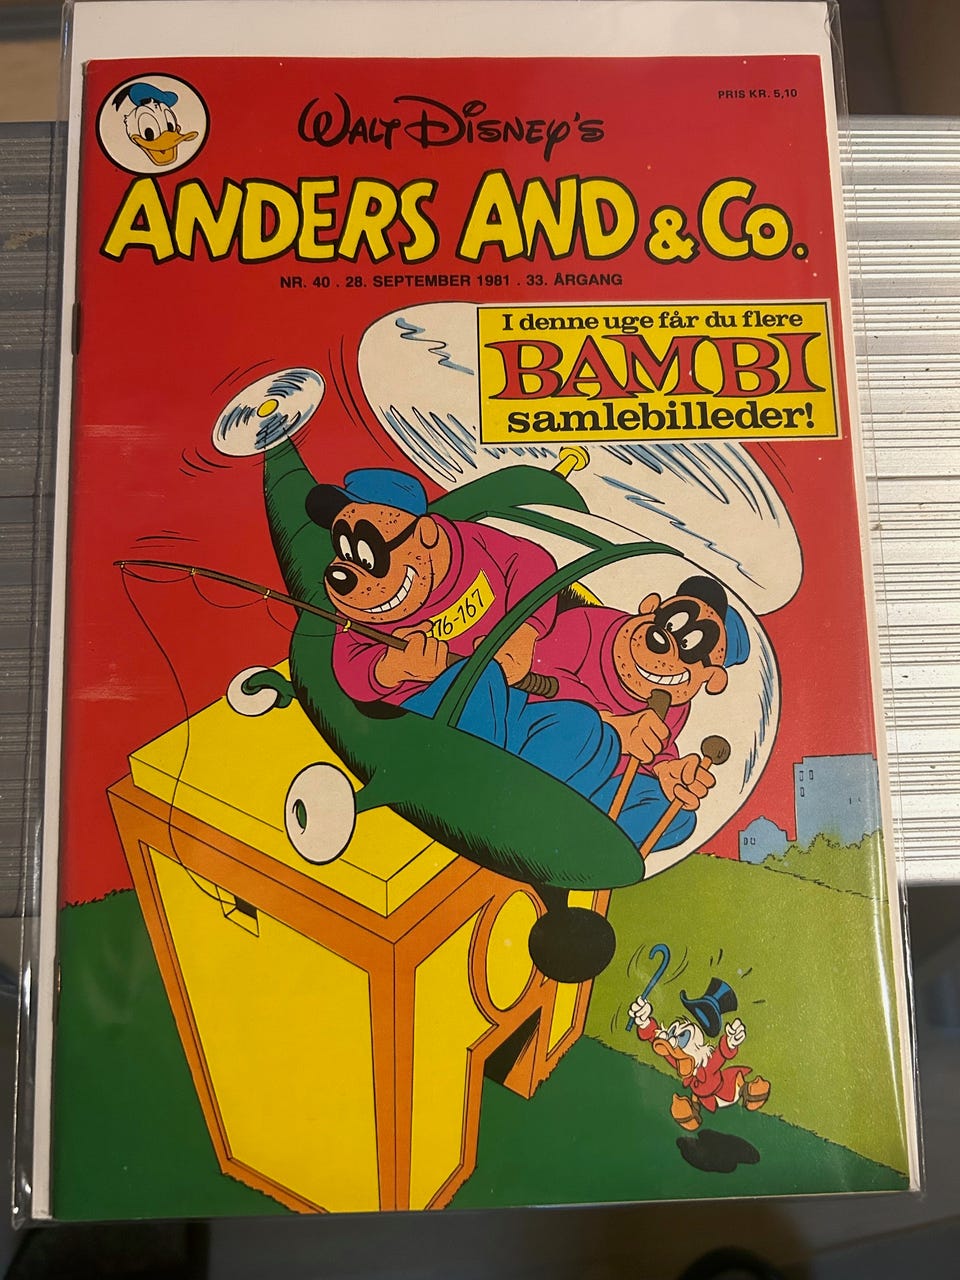 PRIS KR. 5,10
WALT DISNEY'S
ANDERS AND & CO.
NR. 40 . 28. SEPTEMBER 1981 . 33. ÅRGANG
I denne uge får du flere
BAMBI
samlebilleder!
176-167